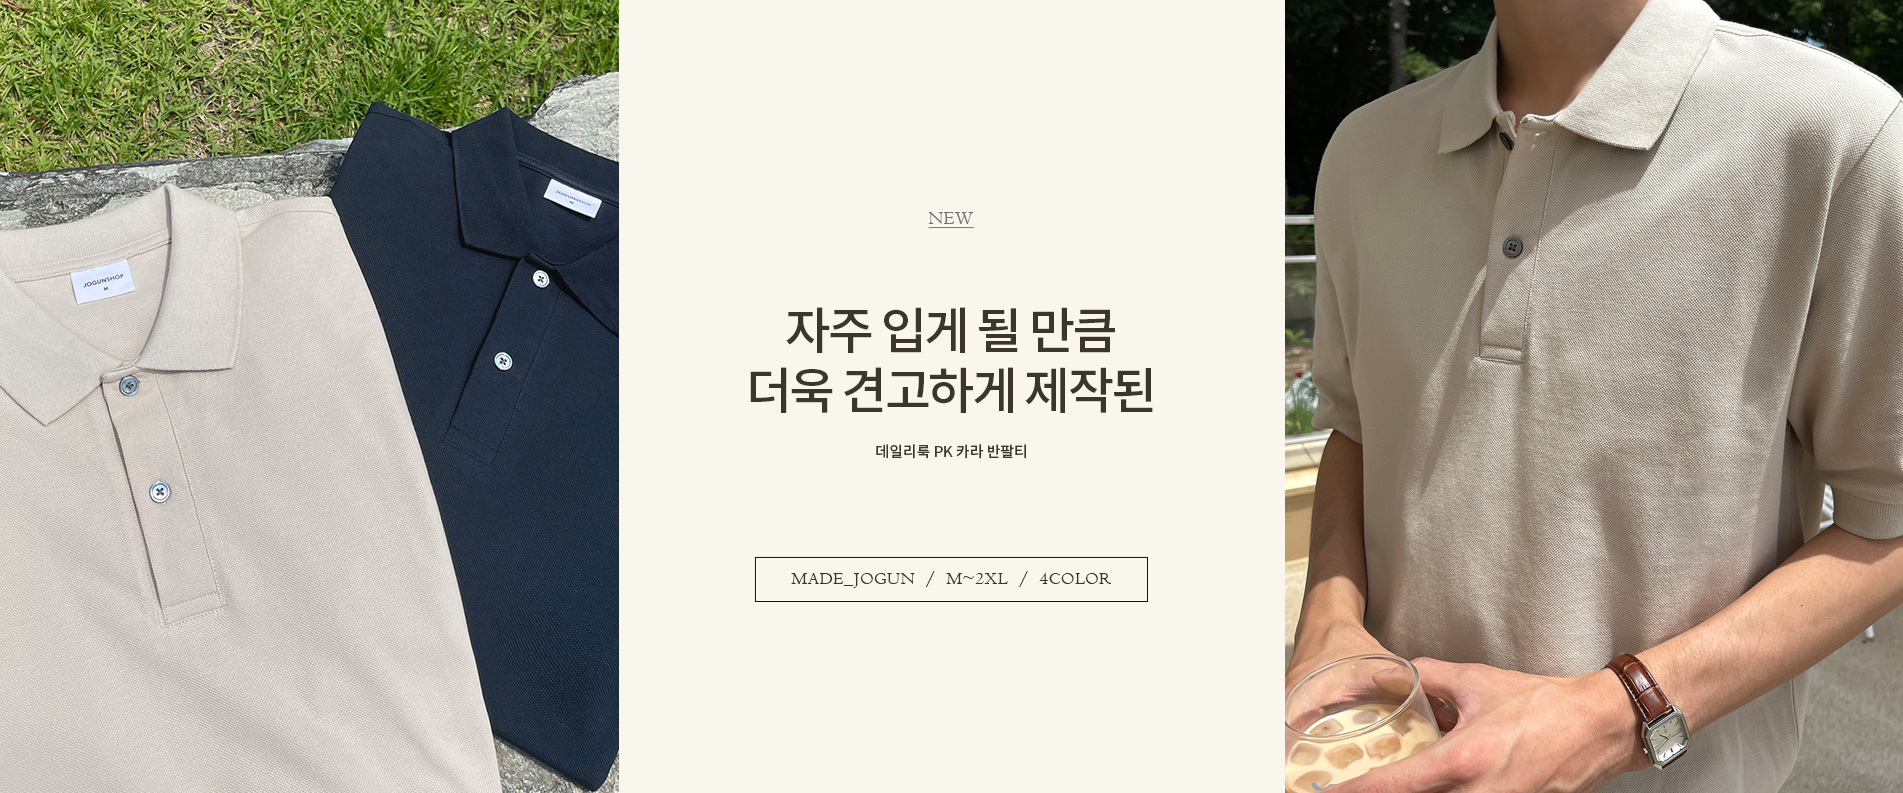 JOGUNSHOP
M
JOGUNSHOP
M
NEW
자주 입게 될 만큼
더욱 견고하게 제작된
데일리룩 PK 카라 반팔티
MADE_JOGUN / M~2XL / 4COLOR